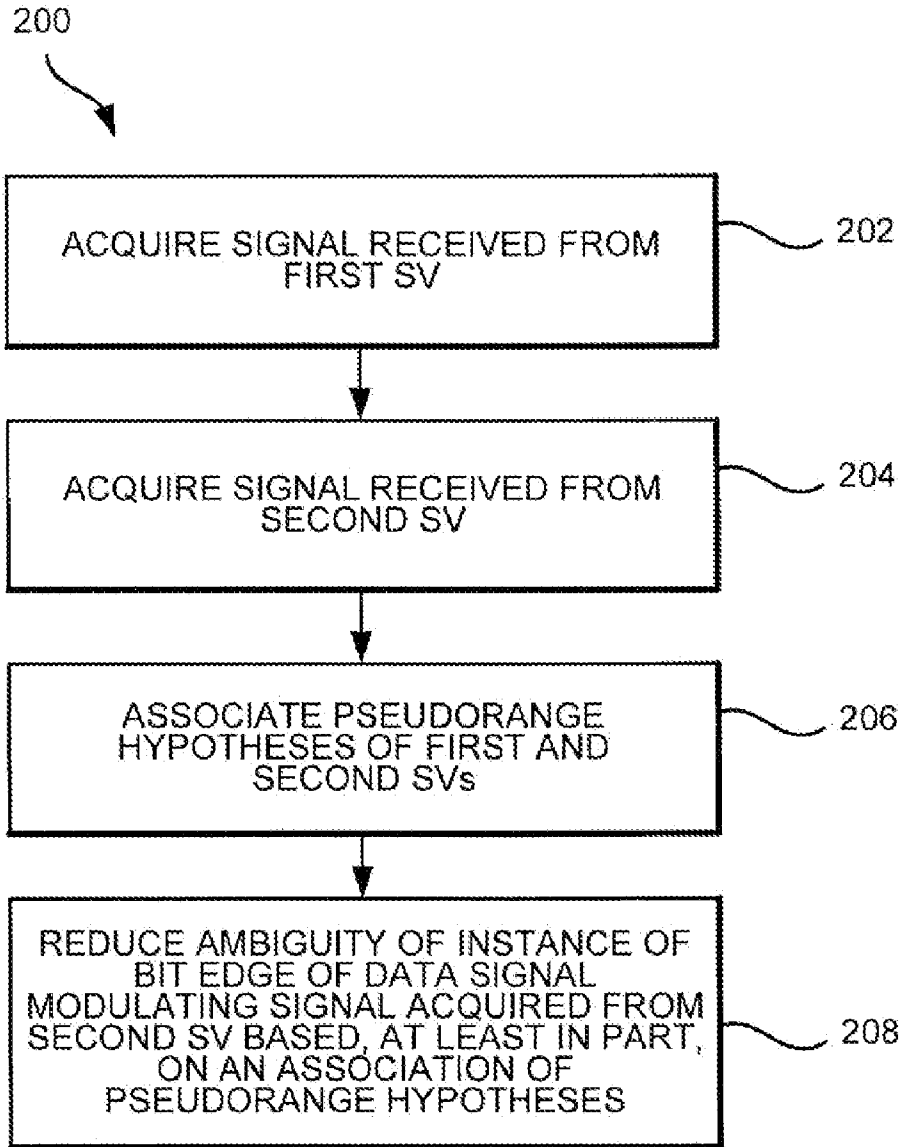 200
ACQUIRE SIGNAL RECEIVED FROM
FIRST SV
202
ACQUIRE SIGNAL RECEIVED FROM
SECOND SV
204
ASSOCIATE PSEUDORANGE
HYPOTHESES OF FIRST AND
SECOND SVs
206
REDUCE AMBIGUITY OF INSTANCE OF
BIT EDGE OF DATA SIGNAL
MODULATING SIGNAL ACQUIRED FROM
SECOND SV BASED, AT LEAST IN PART,
ON AN ASSOCIATION OF
PSEUDORANGE HYPOTHESES
208